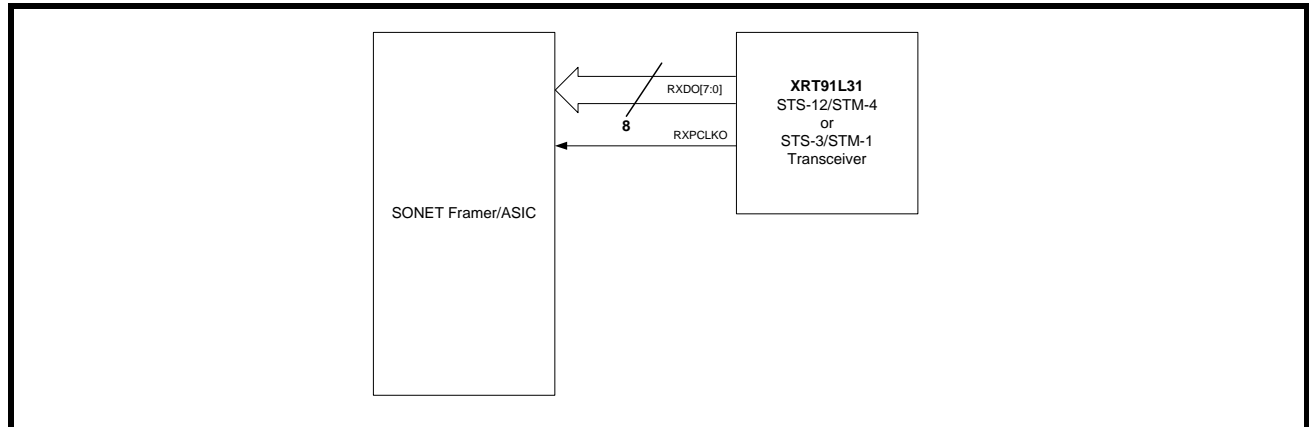 RXDO[7:0]
8
RXPCLKO
XRT91L31
STS-12/STM-4
or
STS-3/STM-1
Transceiver
SONET Framer/ASIC